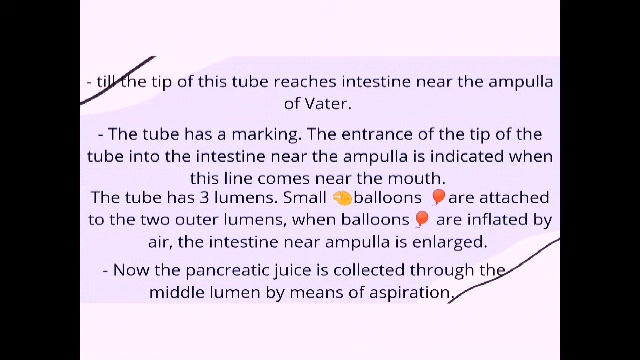 - till the tip of this tube reaches intestine near the ampulla
of Vater.
- The tube has a marking. The entrance of the tip of the
tube into the intestine near the ampulla is indicated when
this line comes near the mouth.
The tube has 3 lumens. Small 🤏balloons 🎈are attached
to the two outer lumens, when balloons🎈 are inflated by
air, the intestine near ampulla is enlarged.
- Now the pancreatic juice is collected through the
middle lumen by means of aspiration.